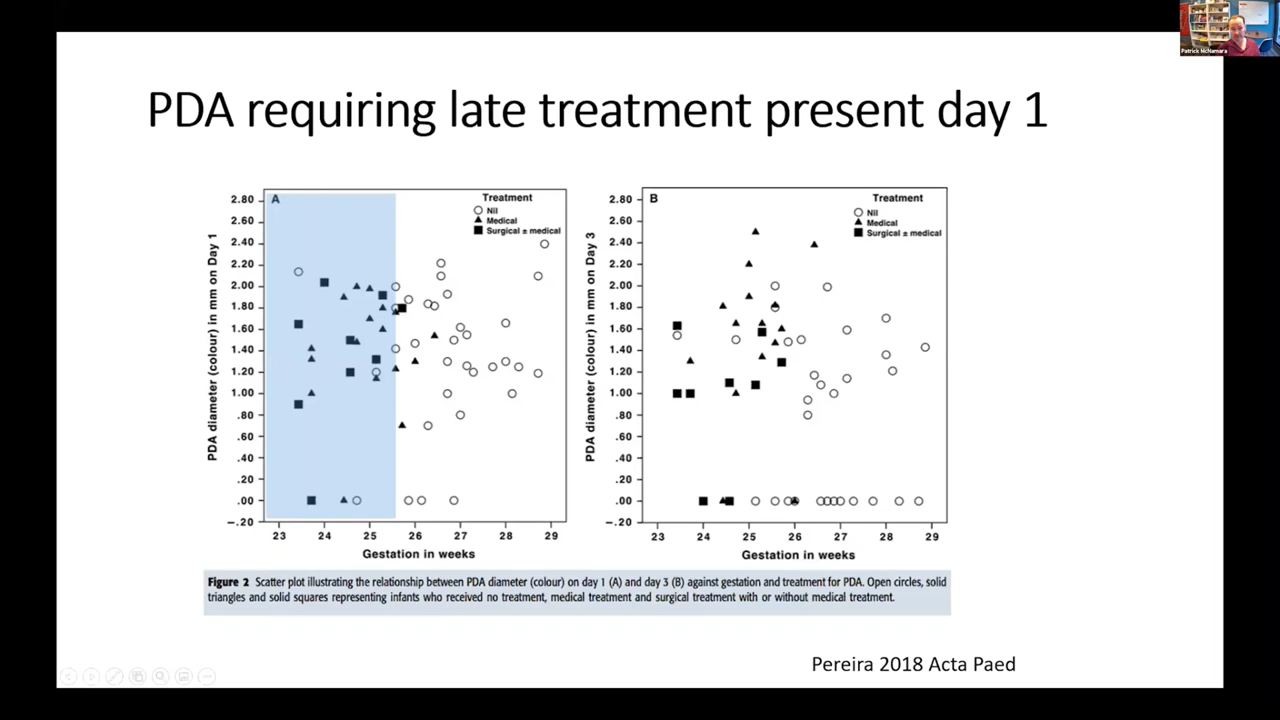 Patrick McNamara
PDA requiring late treatment present day 1
A
Treatment
Nil
Medical
Surgical ± medical
PDA diameter (colour) in mm on Day 1
2.80
2.60
2.40
2.20
2.00
1.80
1.60
1.40
1.20
1.00
.80
.60
.40
.20
.00
-.20
23 24 25 26 27 28 29
Gestation in weeks
B
Treatment
Nil
Medical
Surgical ± medical
PDA diameter (colour) in mm on Day 3
2.80
2.60
2.40
2.20
2.00
1.80
1.60
1.40
1.20
1.00
.80
.60
.40
.20
.00
-.20
23 24 25 26 27 28 29
Gestation in weeks
Figure 2 Scatter plot illustrating the relationship between PDA diameter (colour) on day 1 (A) and day 3 (B) against gestation and treatment for PDA. Open circles, solid
triangles and solid squares representing infants who received no treatment, medical treatment and surgical treatment with or without medical treatment.
Pereira 2018 Acta Paed